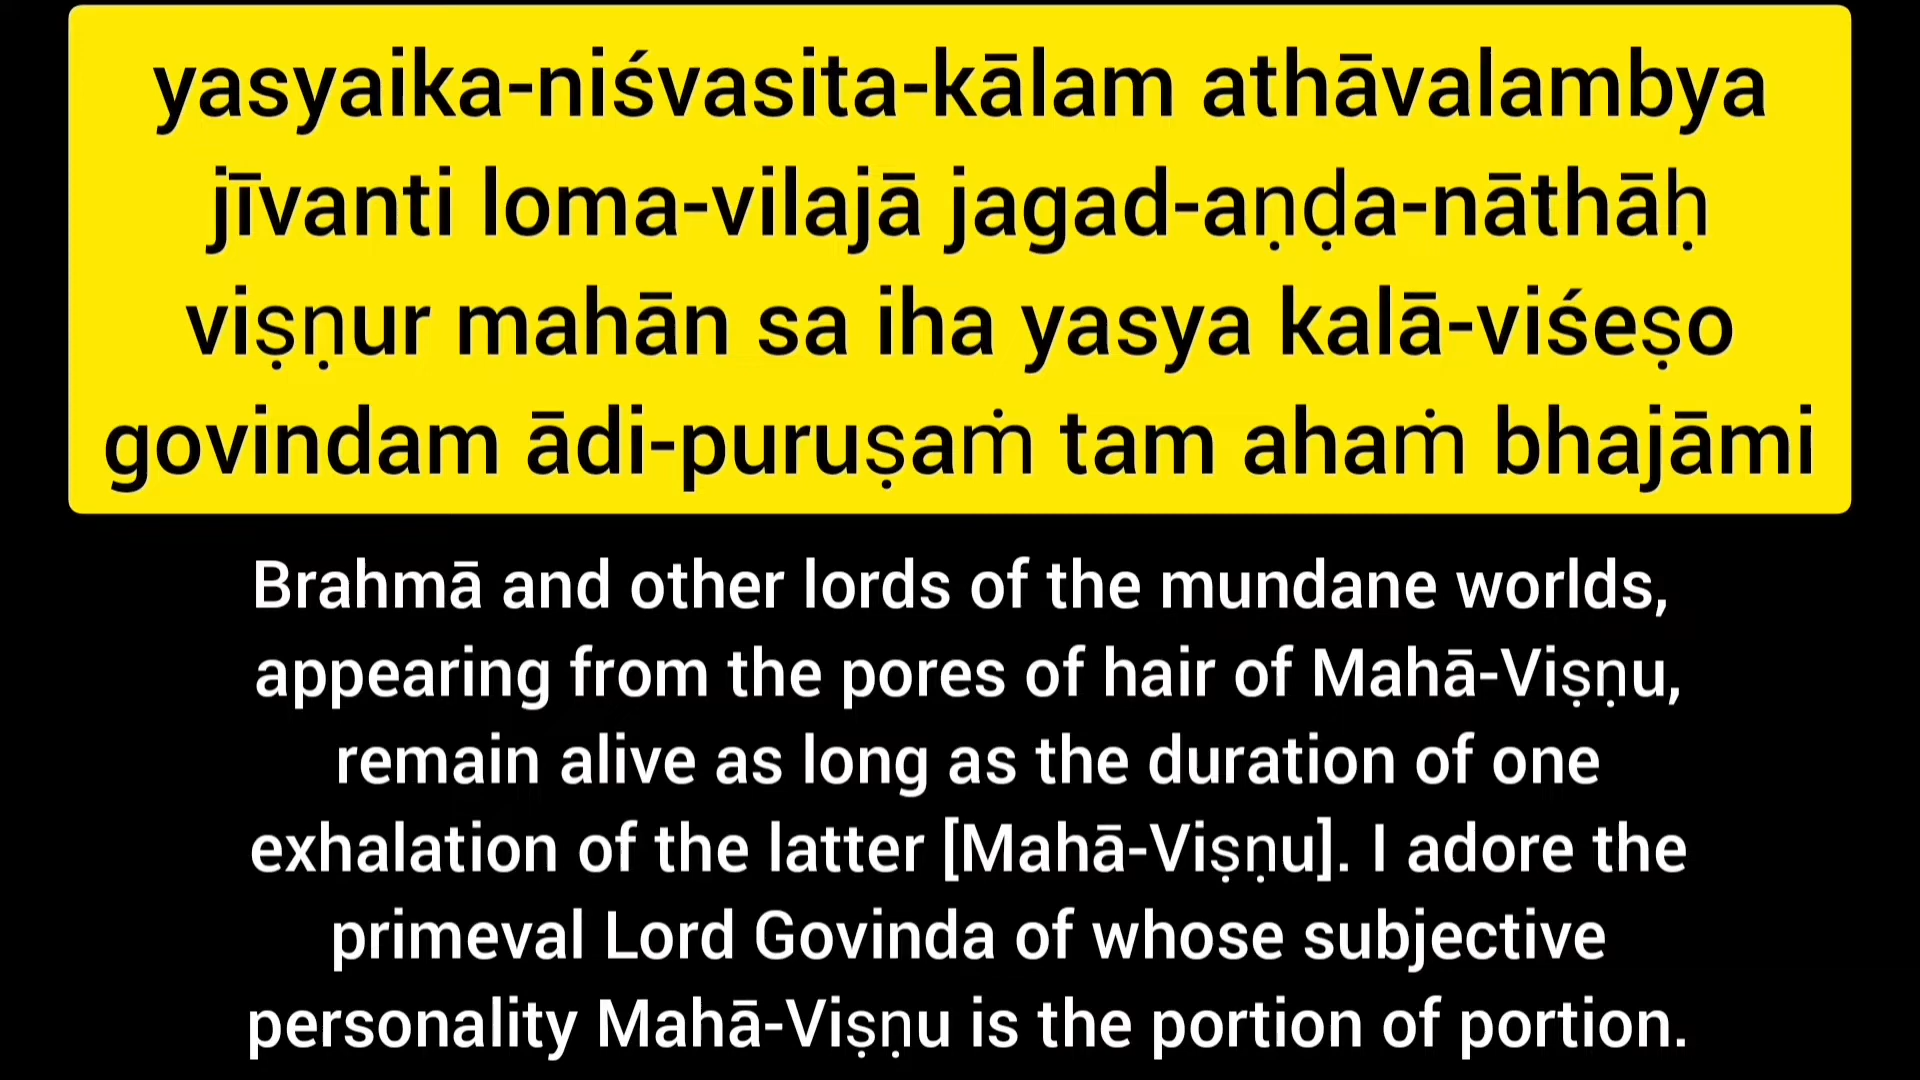 yasyaika-niśvasita-kālam athāvalambya
jīvanti loma-vilajā jagad-aṇḍa-nāthāḥ
viṣṇur mahān sa iha yasya kalā-viśeṣo
govindam ādi-puruṣaṁ tam ahaṁ bhajāmi
Brahmā and other lords of the mundane worlds,
appearing from the pores of hair of Mahā-Viṣṇu,
remain alive as long as the duration of one
exhalation of the latter [Mahā-Viṣṇu]. I adore the
primeval Lord Govinda of whose subjective
personality Mahā-Viṣṇu is the portion of portion.